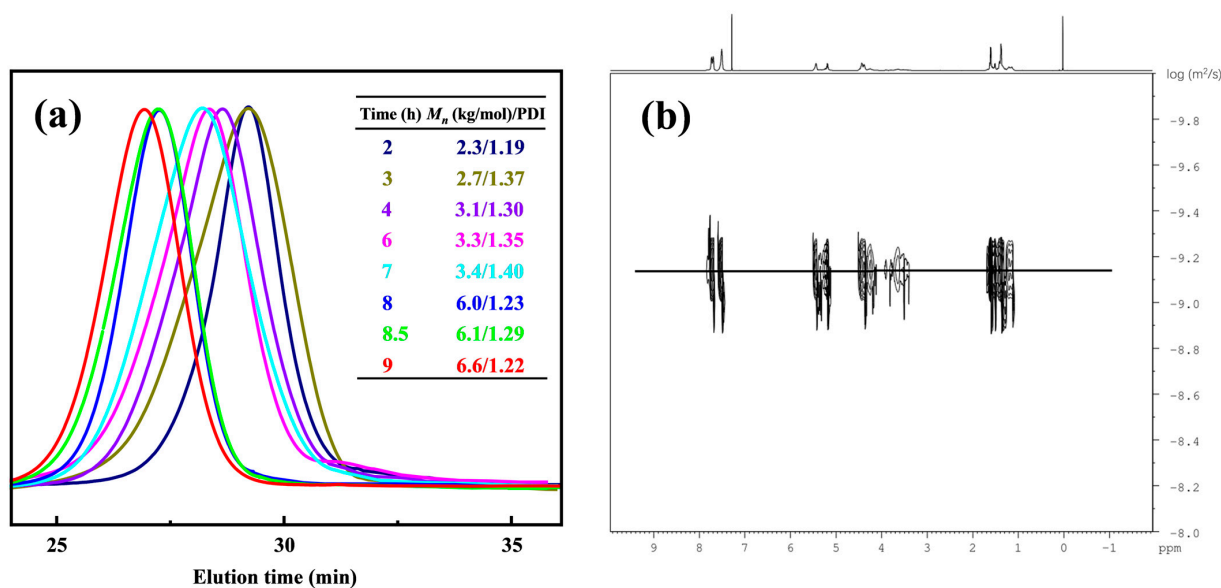 (a)
Time (h) Mn (kg/mol)/PDI
2 2.3/1.19
3 2.7/1.37
4 3.1/1.30
6 3.3/1.35
7 3.4/1.40
8 6.0/1.23
8.5 6.1/1.29
9 6.6/1.22
25 30 35
Elution time (min)
(b)
log (m²/s)
-9.8
-9.6
-9.4
-9.2
-9.0
-8.8
-8.6
-8.4
-8.2
-8.0
9 8 7 6 5 4 3 2 1 0 -1 ppm